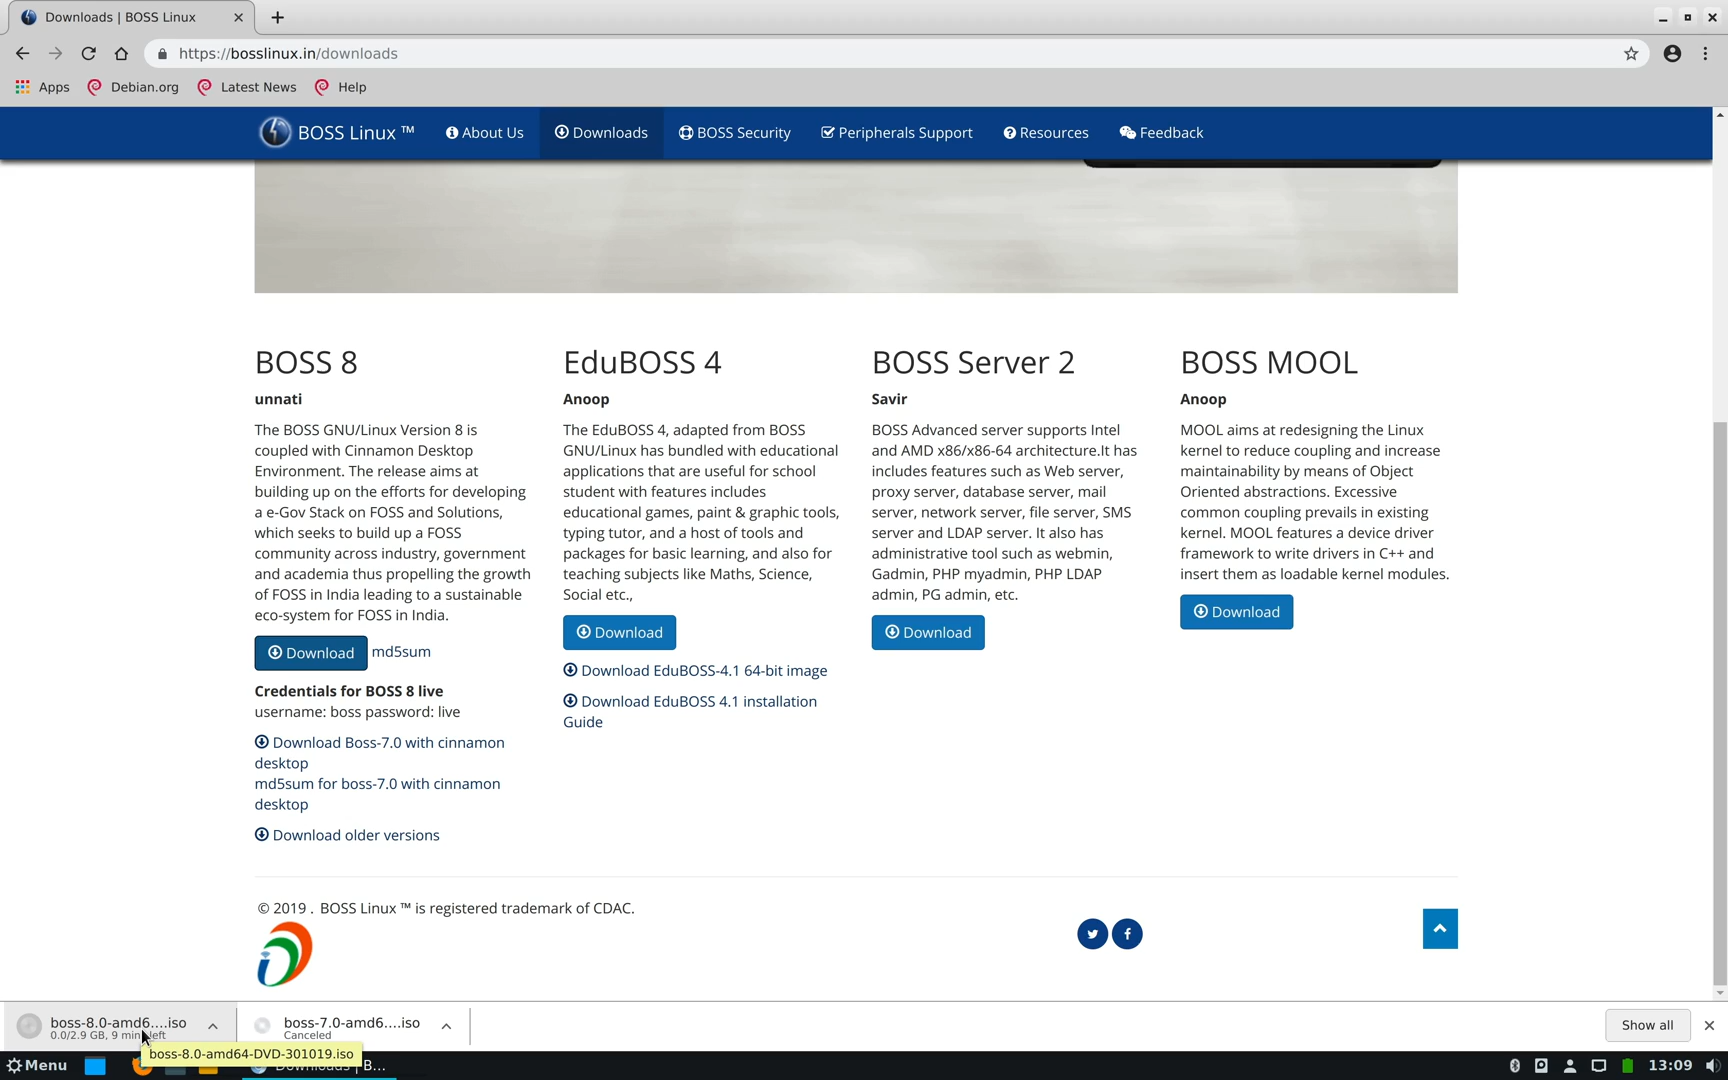 Downloads | BOSS Linux
https://bosslinux.in/downloads
Apps Debian.org Latest News Help
BOSS Linux ™ About Us Downloads BOSS Security Peripherals Support Resources Feedback
BOSS 8
unnati
The BOSS GNU/Linux Version 8 is
coupled with Cinnamon Desktop
Environment. The release aims at
building up on the efforts for developing
a e-Gov Stack on FOSS and Solutions,
which seeks to build up a FOSS
community across industry, government
and academia thus propelling the growth
of FOSS in India leading to a sustainable
eco-system for FOSS in India.
Download md5sum
Credentials for BOSS 8 live
username: boss password: live
Download Boss-7.0 with cinnamon
desktop
md5sum for boss-7.0 with cinnamon
desktop
Download older versions
EduBOSS 4
Anoop
The EduBOSS 4, adapted from BOSS
GNU/Linux has bundled with educational
applications that are useful for school
student with features includes
educational games, paint & graphic tools,
typing tutor, and a host of tools and
packages for basic learning, and also for
teaching subjects like Maths, Science,
Social etc.,
Download
Download EduBOSS-4.1 64-bit image
Download EduBOSS 4.1 installation
Guide
BOSS Server 2
Savir
BOSS Advanced server supports Intel
and AMD x86/x86-64 architecture.It has
includes features such as Web server,
proxy server, database server, mail
server, network server, file server, SMS
server and LDAP server. It also has
administrative tool such as webmin,
Gadmin, PHP myadmin, PHP LDAP
admin, PG admin, etc.
Download
BOSS MOOL
Anoop
MOOL aims at redesigning the Linux
kernel to reduce coupling and increase
maintainability by means of Object
Oriented abstractions. Excessive
common coupling prevails in existing
kernel. MOOL features a device driver
framework to write drivers in C++ and
insert them as loadable kernel modules.
Download
© 2019 . BOSS Linux ™ is registered trademark of CDAC.
boss-8.0-amd6....iso
0.0/2.9 GB, 9 mins left
boss-7.0-amd6....iso
Canceled
Show all
boss-8.0-amd64-DVD-301019.iso
Menu Downloads | B... 13:09